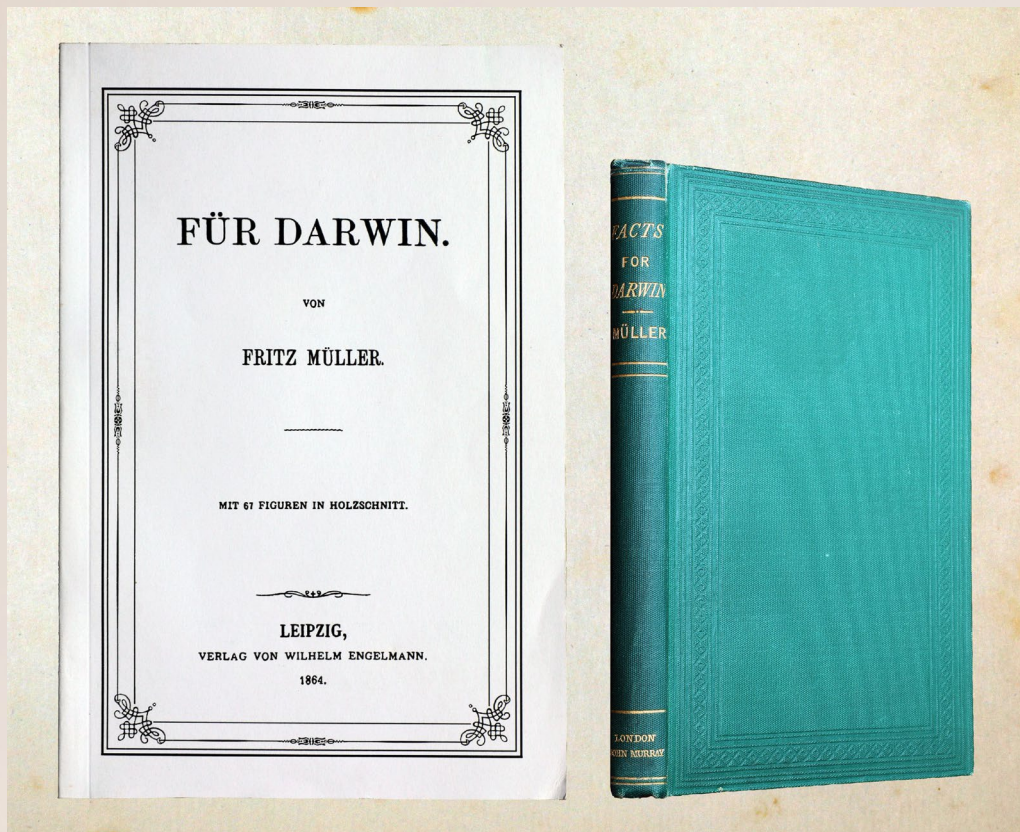 FÜR DARWIN.
VON
FRITZ MÜLLER.
MIT 67 FIGUREN IN HOLZSCHNITT.
LEIPZIG,
VERLAG VON WILHELM ENGELMANN.
1864.
FACTS
FOR
DARWIN
MÜLLER
LONDON
JOHN MURRAY